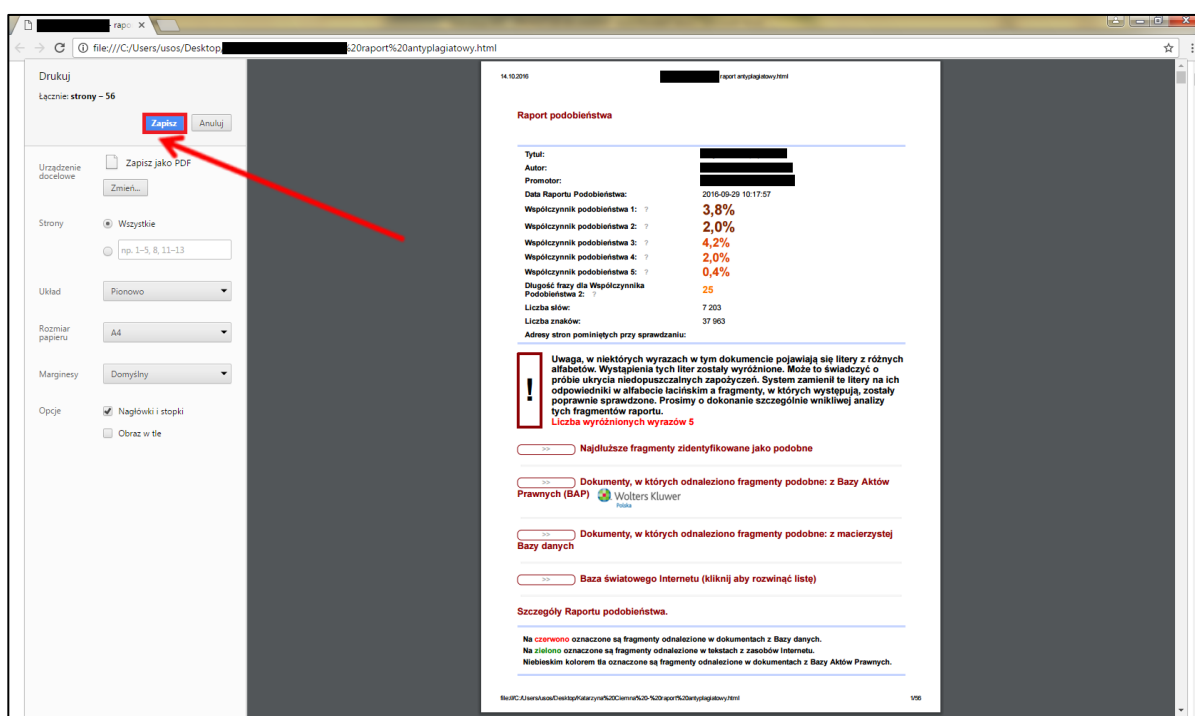 - rapo
file:///C:/Users/usos/Desktop/ %20raport%20antyplagiatowy.html
Drukuj
Łącznie: strony – 56
Zapisz Anuluj
Urządzenie docelowe
Zapisz jako PDF
Zmień...
Strony
Wszystkie
np. 1–5, 8, 11–13
Układ
Pionowo
Rozmiar papieru
A4
Marginesy
Domyślny
Opcje
Nagłówki i stopki
Obraz w tle
14.10.2016 raport antyplagiatowy.html
Raport podobieństwa
Tytuł:
Autor:
Promotor:
Data Raportu Podobieństwa: 2016-09-29 10:17:57
Współczynnik podobieństwa 1: ? 3,8%
Współczynnik podobieństwa 2: ? 2,0%
Współczynnik podobieństwa 3: ? 4,2%
Współczynnik podobieństwa 4: ? 2,0%
Współczynnik podobieństwa 5: ? 0,4%
Długość frazy dla Współczynnika
Podobieństwa 2: ? 25
Liczba słów: 7 203
Liczba znaków: 37 963
Adresy stron pominiętych przy sprawdzaniu:
!
Uwaga, w niektórych wyrazach w tym dokumencie pojawiają się litery z różnych
alfabetów. Wystąpienia tych liter zostały wyróżnione. Może to świadczyć o
próbie ukrycia niedopuszczalnych zapożyczeń. System zamienił te litery na ich
odpowiedniki w alfabecie łacińskim a fragmenty, w których występują, zostały
poprawnie sprawdzone. Prosimy o dokonanie szczególnie wnikliwej analizy
tych fragmentów raportu.
Liczba wyróżnionych wyrazów 5
>> Najdłuższe fragmenty zidentyfikowane jako podobne
>> Dokumenty, w których odnaleziono fragmenty podobne: z Bazy Aktów
Prawnych (BAP) Wolters Kluwer
Polska
>> Dokumenty, w których odnaleziono fragmenty podobne: z macierzystej
Bazy danych
>> Baza światowego Internetu (kliknij aby rozwinąć listę)
Szczegóły Raportu podobieństwa.
Na czerwono oznaczone są fragmenty odnalezione w dokumentach z Bazy danych.
Na zielono oznaczone są fragmenty odnalezione w tekstach z zasobów Internetu.
Niebieskim kolorem tła oznaczone są fragmenty odnalezione w dokumentach z Bazy Aktów Prawnych.
file:///C:/Users/usos/Desktop/Katarzyna%20Ciemna%20-%20raport%20antyplagiatowy.html 1/56